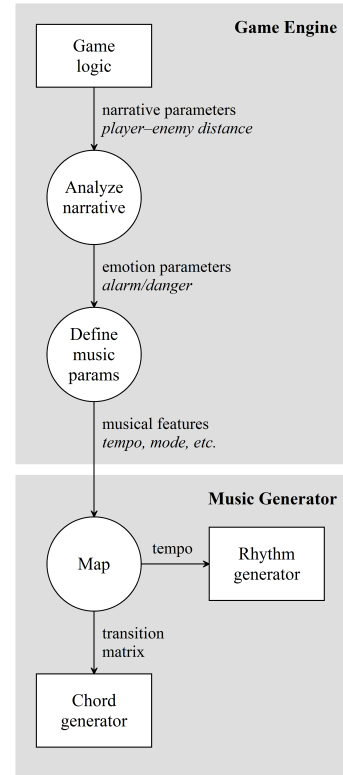 Game Engine
Game
logic
narrative parameters
player–enemy distance
Analyze
narrative
emotion parameters
alarm/danger
Define
music
params
musical features
tempo, mode, etc.
Music Generator
Map
tempo
Rhythm
generator
transition
matrix
Chord
generator